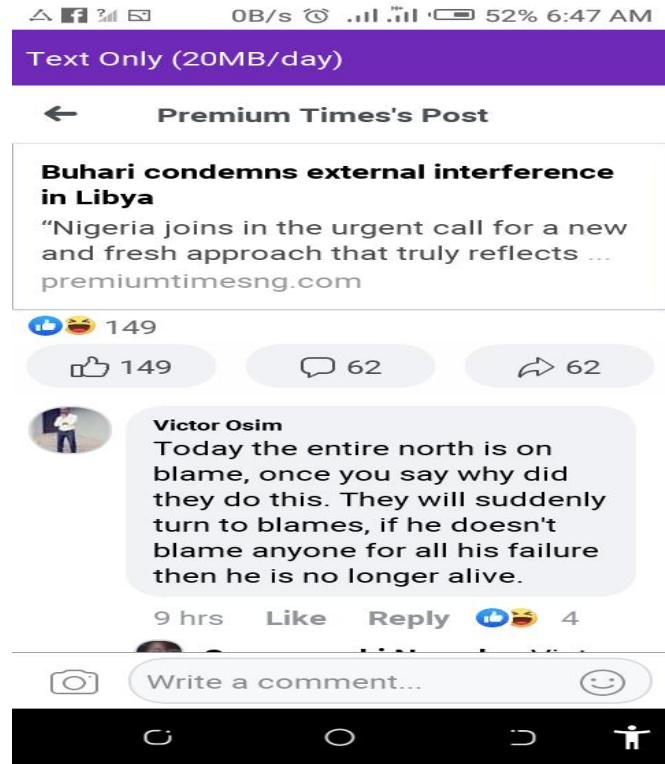 0B/s 52% 6:47 AM
Text Only (20MB/day)
Premium Times's Post
Buhari condemns external interference
in Libya
“Nigeria joins in the urgent call for a new
and fresh approach that truly reflects ...
premiumtimesng.com
149
149 62 62
Victor Osim
Today the entire north is on
blame, once you say why did
they do this. They will suddenly
turn to blames, if he doesn't
blame anyone for all his failure
then he is no longer alive.
9 hrs Like Reply 4
Write a comment...